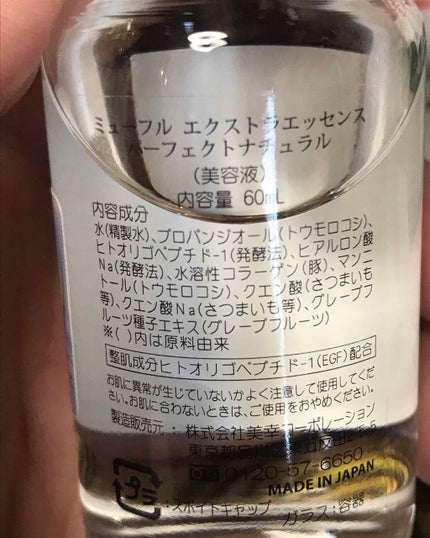 ミューフル エクストラエッセンス
パーフェクトナチュラル
(美容液)
内容量 60mL
内容成分
水(精製水)、プロパンジオール(トウモロコシ)、
ヒトオリゴペプチド-1(発酵法)、ヒアルロン酸
Na(発酵法)、水溶性コラーゲン(豚)、マンニ
トール(トウモロコシ)、クエン酸(さつまいも
等)、クエン酸Na(さつまいも等)、グレープフ
ルーツ種子エキス(グレープフルーツ)
※( )内は原料由来
整肌成分ヒトオリゴペプチド-1(EGF)配合
お肌に異常が生じていないかよく注意して使用してくだ
さい。お肌に合わないときは、ご使用をおやめください。
製造販売元:株式会社美幸コーポレーション
東京都品川区東五反田
0120-57-6650
MADE IN JAPAN
プラ
スポイトキャップ
ガラス:容器